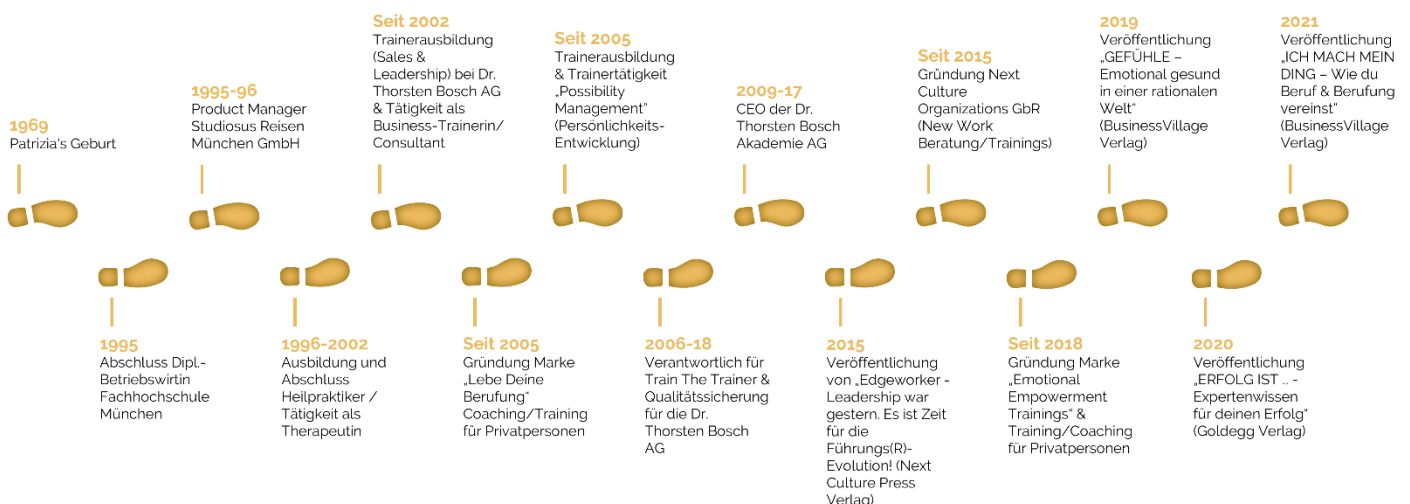 1969
Patrizia's Geburt
1995
Abschluss Dipl.-
Betriebswirtin
Fachhochschule
München
1995-96
Product Manager
Studiosus Reisen
München GmbH
1996-2002
Ausbildung und
Abschluss
Heilpraktiker /
Tätigkeit als
Therapeutin
Seit 2002
Trainerausbildung
(Sales &
Leadership) bei Dr.
Thorsten Bosch AG
& Tätigkeit als
Business-Trainerin/
Consultant
Seit 2005
Gründung Marke
„Lebe Deine
Berufung"
Coaching/Training
für Privatpersonen
Seit 2005
Trainerausbildung
& Trainertätigkeit
„Possibility
Management"
(Persönlichkeits-
Entwicklung)
2006-18
Verantwortlich für
Train The Trainer &
Qualitätssicherung
für die Dr.
Thorsten Bosch
AG
2009-17
CEO der Dr.
Thorsten Bosch
Akademie AG
2015
Veröffentlichung
von „Edgeworker -
Leadership war
gestern. Es ist Zeit
für die
Führungs(R)-
Evolution! (Next
Culture Press
Verlag)
Seit 2015
Gründung Next
Culture
Organizations GbR
(New Work
Beratung/Trainings)
Seit 2018
Gründung Marke
„Emotional
Empowerment
Trainings" &
Training/Coaching
für Privatpersonen
2019
Veröffentlichung
„GEFÜHLE –
Emotional gesund
in einer rationalen
Welt"
(BusinessVillage
Verlag)
2020
Veröffentlichung
„ERFOLG IST .. -
Expertenwissen
für deinen Erfolg"
(Goldegg Verlag)
2021
Veröffentlichung
„ICH MACH MEIN
DING – Wie du
Beruf & Berufung
vereinst"
(BusinessVillage
Verlag)